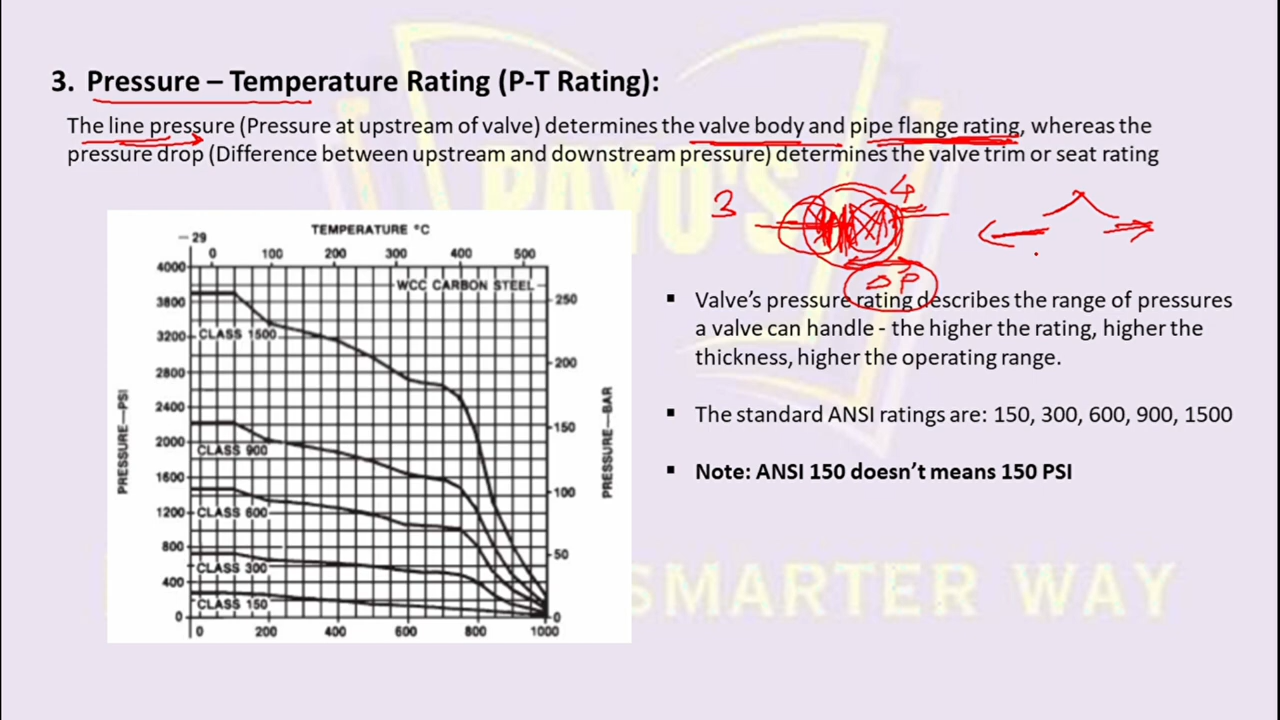 3. Pressure – Temperature Rating (P-T Rating):
The line pressure (Pressure at upstream of valve) determines the valve body and pipe flange rating, whereas the
pressure drop (Difference between upstream and downstream pressure) determines the valve trim or seat rating
3
4
ΔP
TEMPERATURE °C
– 29
0 100 200 300 400 500
WCC CARBON STEEL
4000
3800
3200
2800
2400
2000
1600
1200
800
400
0
CLASS 1500
CLASS 900
CLASS 600
CLASS 300
CLASS 150
250
200
150
100
50
0
PRESSURE—PSI
PRESSURE—BAR
0 200 400 600 800 1000
▪ Valve's pressure rating describes the range of pressures
a valve can handle - the higher the rating, higher the
thickness, higher the operating range.
▪ The standard ANSI ratings are: 150, 300, 600, 900, 1500
▪ Note: ANSI 150 doesn't means 150 PSI
PAYO'S
SMARTER WAY